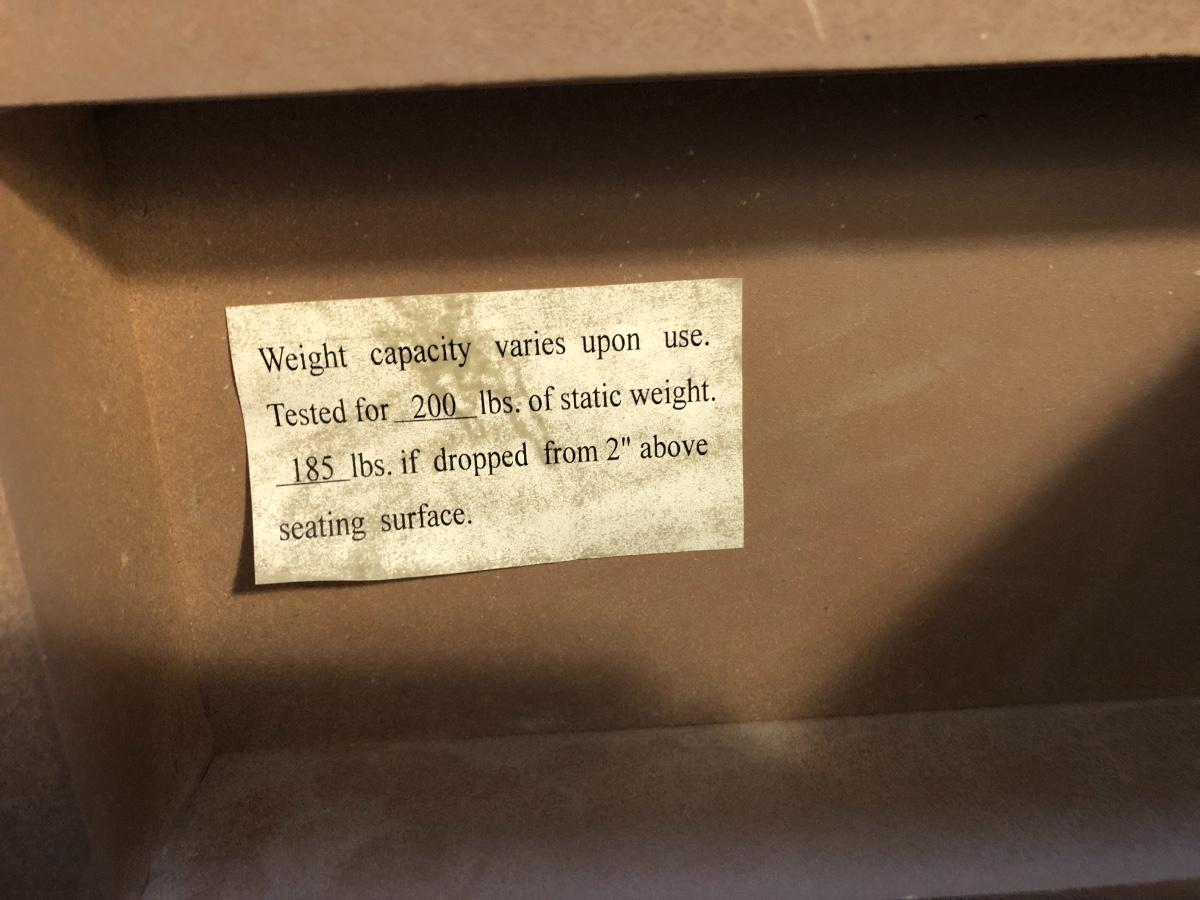 Weight capacity varies upon use.
Tested for 200 lbs. of static weight.
185 lbs. if dropped from 2" above
seating surface.